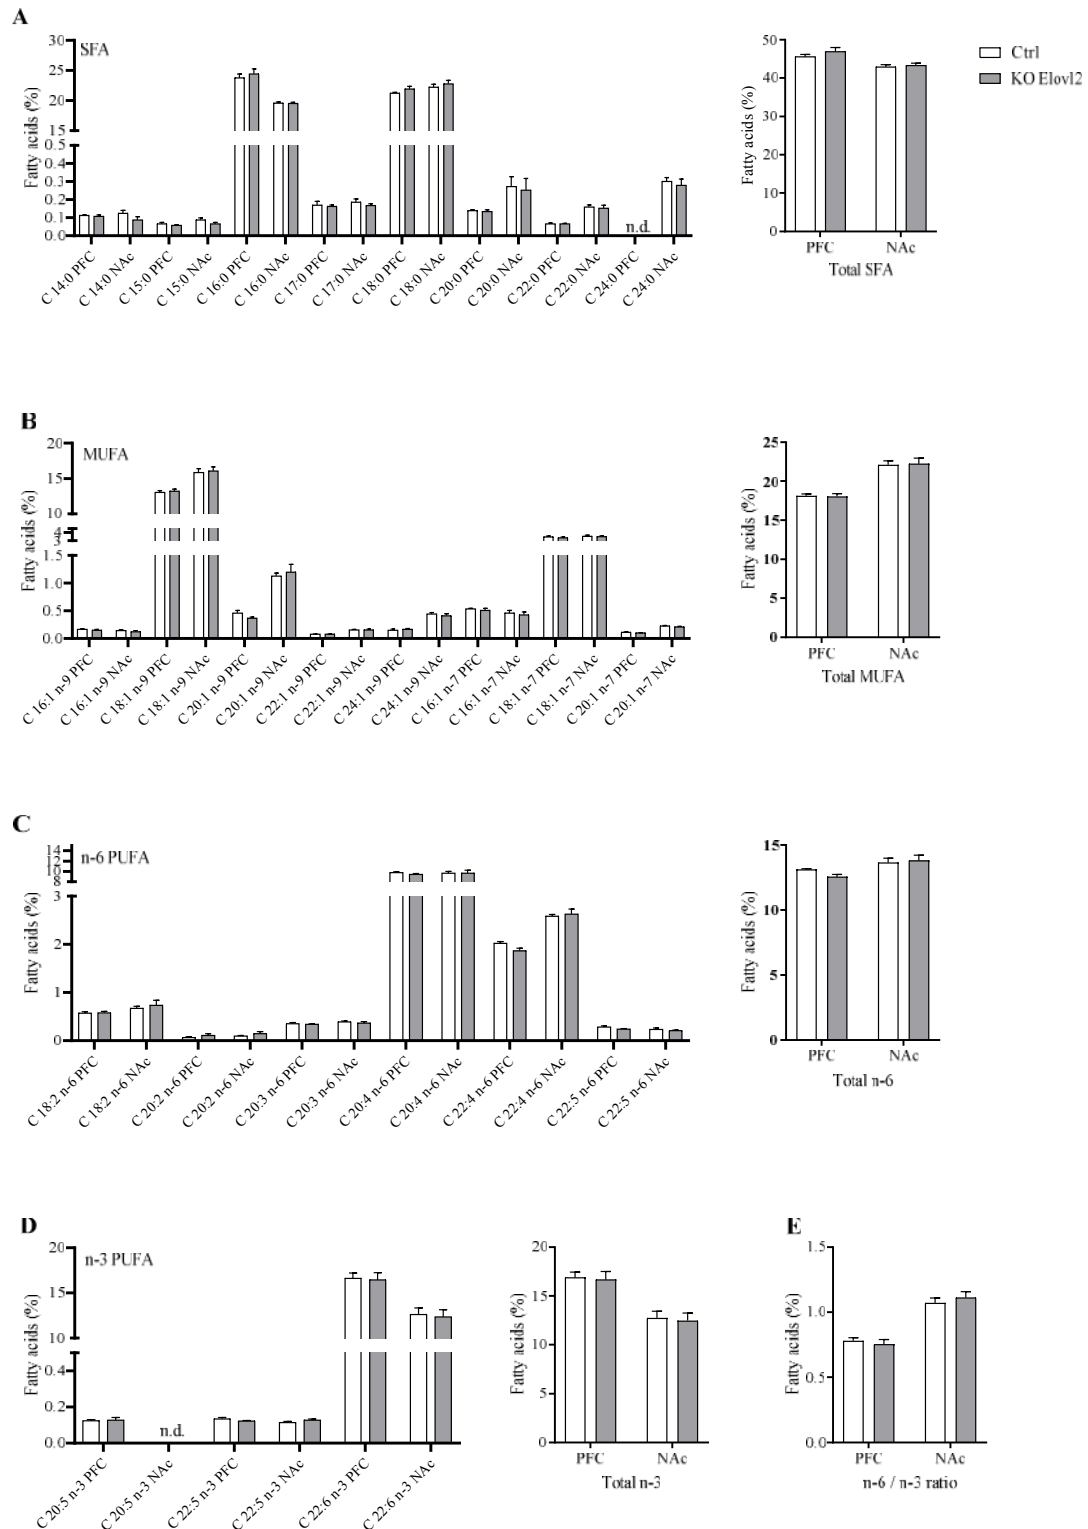 A
SFA
Fatty acids (%)
30
25
20
15
0.5
0.4
0.3
0.2
0.1
0.0
n.d.
C 14:0 PFC
C 14:0 NAc
C 15:0 PFC
C 15:0 NAc
C 16:0 PFC
C 16:0 NAc
C 17:0 PFC
C 17:0 NAc
C 18:0 PFC
C 18:0 NAc
C 20:0 PFC
C 20:0 NAc
C 22:0 PFC
C 22:0 NAc
C 24:0 PFC
C 24:0 NAc
Fatty acids (%)
50
40
30
20
10
0
PFC NAc
Total SFA
Ctrl
KO Elovl2
B
MUFA
Fatty acids (%)
20
15
10
4
3
1.5
1.0
0.5
0.0
C 16:1 n-9 PFC
C 16:1 n-9 NAc
C 18:1 n-9 PFC
C 18:1 n-9 NAc
C 20:1 n-9 PFC
C 20:1 n-9 NAc
C 22:1 n-9 PFC
C 22:1 n-9 NAc
C 24:1 n-9 PFC
C 24:1 n-9 NAc
C 16:1 n-7 PFC
C 16:1 n-7 NAc
C 18:1 n-7 PFC
C 18:1 n-7 NAc
C 20:1 n-7 PFC
C 20:1 n-7 NAc
Fatty acids (%)
25
20
15
10
5
0
PFC NAc
Total MUFA
C
n-6 PUFA
Fatty acids (%)
14
12
10
8
3
2
1
0
C 18:2 n-6 PFC
C 18:2 n-6 NAc
C 20:2 n-6 PFC
C 20:2 n-6 NAc
C 20:3 n-6 PFC
C 20:3 n-6 NAc
C 20:4 n-6 PFC
C 20:4 n-6 NAc
C 22:4 n-6 PFC
C 22:4 n-6 NAc
C 22:5 n-6 PFC
C 22:5 n-6 NAc
Fatty acids (%)
15
10
5
0
PFC NAc
Total n-6
D
n-3 PUFA
Fatty acids (%)
20
15
10
0.4
0.2
0.0
n.d.
C 20:5 n-3 PFC
C 20:5 n-3 NAc
C 22:5 n-3 PFC
C 22:5 n-3 NAc
C 22:6 n-3 PFC
C 22:6 n-3 NAc
Fatty acids (%)
20
15
10
5
0
PFC NAc
Total n-3
E
Fatty acids (%)
1.5
1.0
0.5
0.0
PFC NAc
n-6 / n-3 ratio